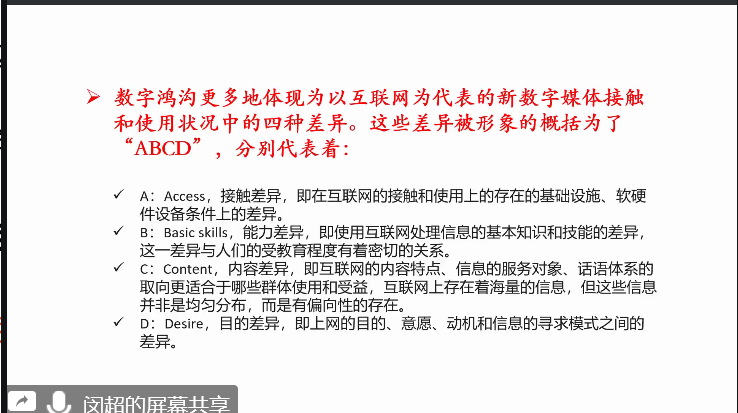 ➢ 数字鸿沟更多地体现为以互联网为代表的新数字媒体接触
和使用状况中的四种差异。这些差异被形象的概括为了
“ABCD”，分别代表着：
✓ A：Access，接触差异，即在互联网的接触和使用上的存在的基础设施、软硬
件设备条件上的差异。
✓ B：Basic skills，能力差异，即使用互联网处理信息的基本知识和技能的差异，
这一差异与人们的受教育程度有着密切的关系。
✓ C：Content，内容差异，即互联网的内容特点、信息的服务对象、话语体系的
取向更适合于哪些群体使用和受益，互联网上存在着海量的信息，但这些信息
并非是均匀分布，而是有偏向性的存在。
✓ D：Desire，目的差异，即上网的目的、意愿、动机和信息的寻求模式之间的
差异。
闵超的屏幕共享